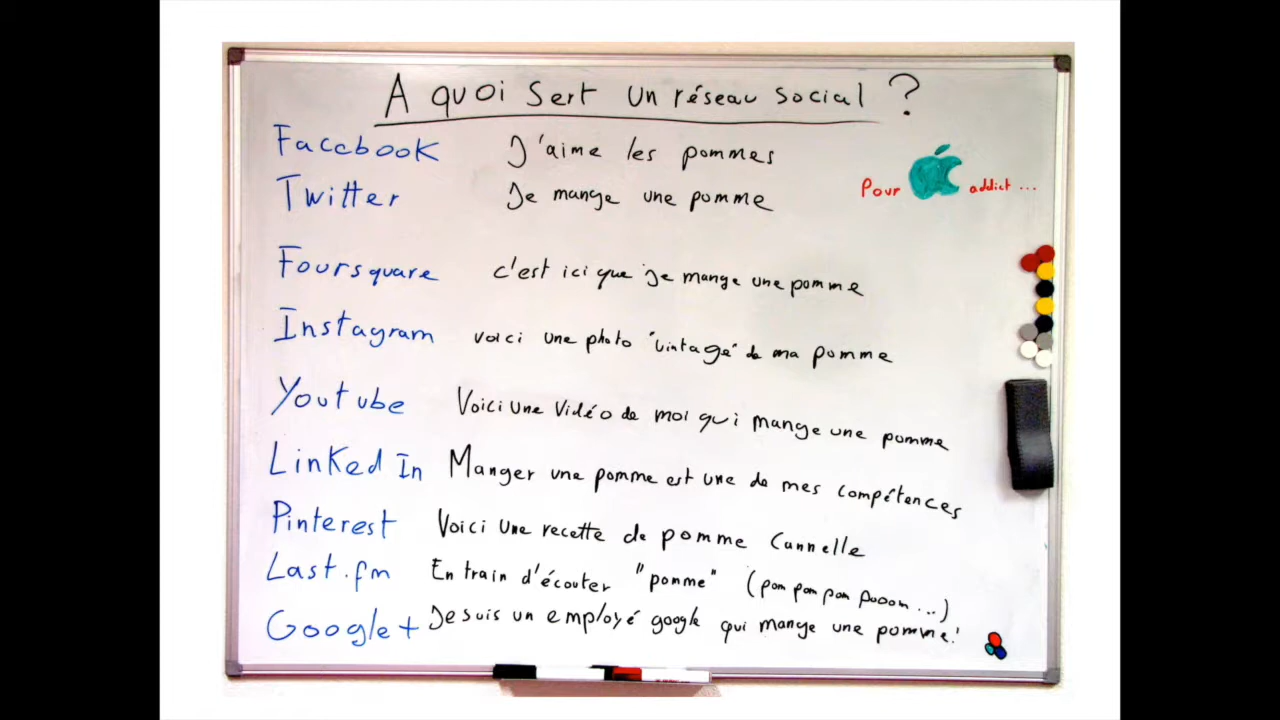 A quoi sert un réseau social ?
Facebook J'aime les pommes
Twitter Je mange une pomme
Pour addict ...
Foursquare c'est ici que je mange une pomme
Instagram voici une photo "vintage" de ma pomme
Youtube Voici une vidéo de moi qui mange une pomme
Linked In Manger une pomme est une de mes compétences
Pinterest Voici une recette de pomme Cannelle
Last.fm En train d'écouter "pomme" (pom pom pom pooom...)
Google+ Je suis un employé google qui mange une pomme!